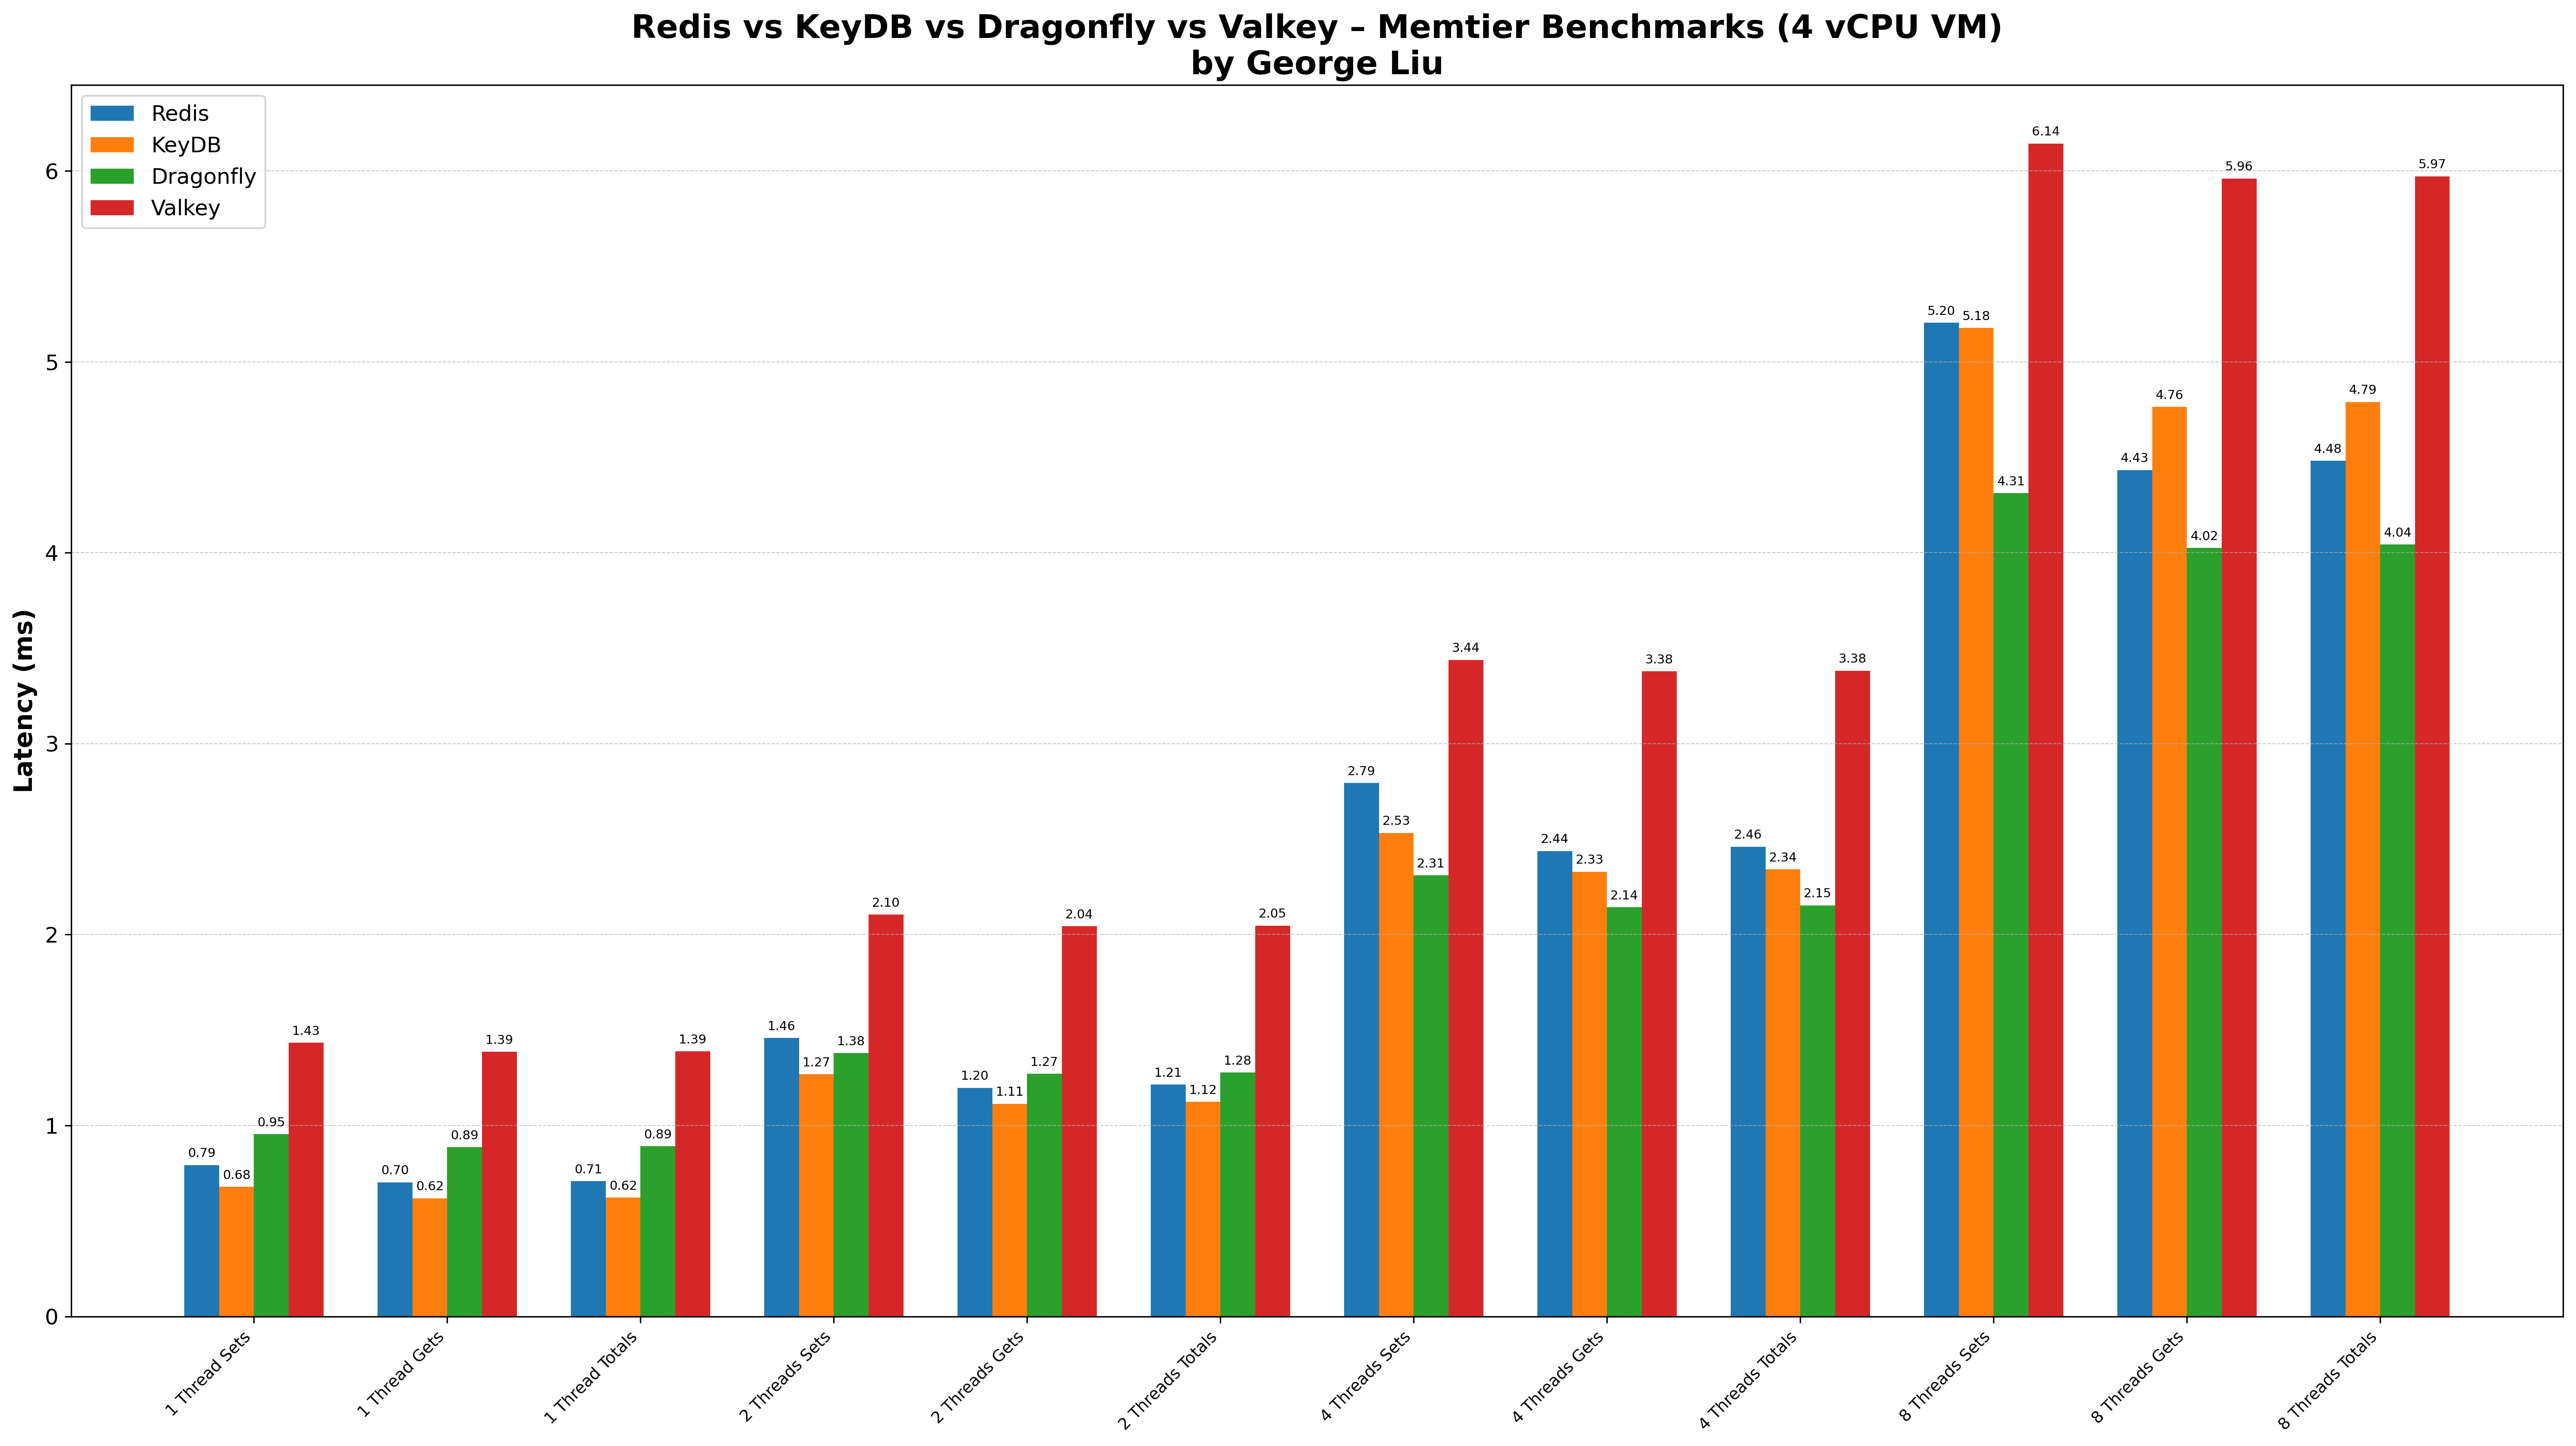 Redis vs KeyDB vs Dragonfly vs Valkey – Memtier Benchmarks (4 vCPU VM)
by George Liu
Redis
KeyDB
Dragonfly
Valkey
Latency (ms)
6
5
4
3
2
1
0
0.79
0.68
0.95
1.43
0.70
0.62
0.89
1.39
0.71
0.62
0.89
1.39
1.46
1.27
1.38
2.10
1.20
1.11
1.27
2.04
1.21
1.12
1.28
2.05
2.79
2.53
2.31
3.44
2.44
2.33
2.14
3.38
2.46
2.34
2.15
3.38
5.20
5.18
4.31
6.14
4.43
4.76
4.02
5.96
4.48
4.79
4.04
5.97
1 Thread Sets
1 Thread Gets
1 Thread Totals
2 Threads Sets
2 Threads Gets
2 Threads Totals
4 Threads Sets
4 Threads Gets
4 Threads Totals
8 Threads Sets
8 Threads Gets
8 Threads Totals